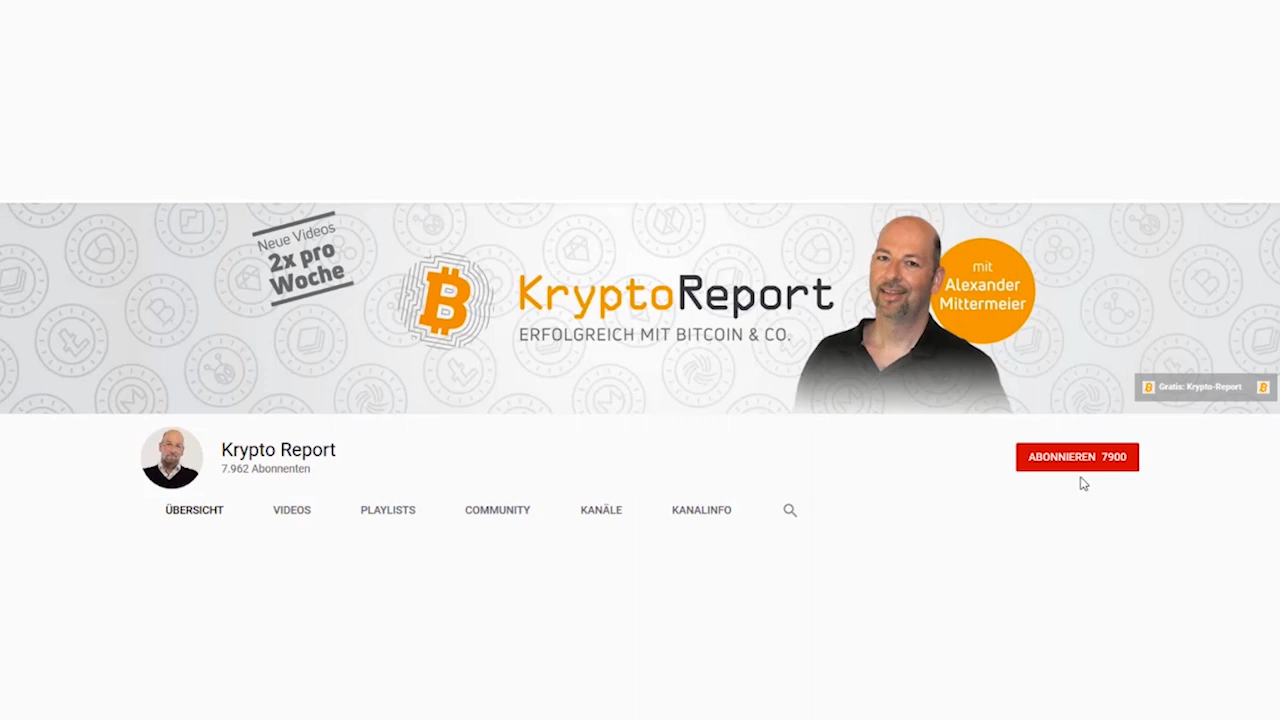 Neue Videos
2x pro
Woche
KryptoReport
ERFOLGREICH MIT BITCOIN & CO.
mit
Alexander
Mittermeier
Gratis: Krypto-Report
Krypto Report
7.962 Abonnenten
ABONNIEREN 7900
ÜBERSICHT VIDEOS PLAYLISTS COMMUNITY KANÄLE KANALINFO